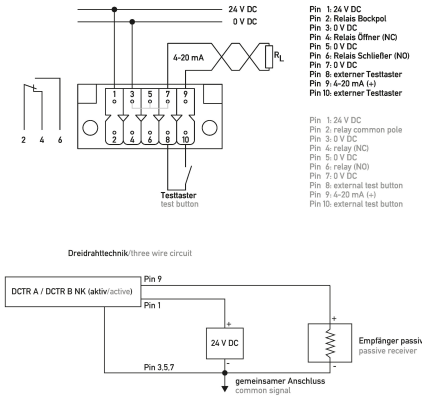 24 V DC
0 V DC
4-20 mA
RL
1 3 5 7 9
2 4 6 8 10
2 4 6
Testtaster
test button
Pin 1: 24 V DC
Pin 2: Relais Bockpol
Pin 3: 0 V DC
Pin 4: Relais Öffner (NC)
Pin 5: 0 V DC
Pin 6: Relais Schließer (NO)
Pin 7: 0 V DC
Pin 8: externer Testtaster
Pin 9: 4-20 mA (+)
Pin 10: externer Testtaster
Pin 1: 24 V DC
Pin 2: relay common pole
Pin 3: 0 V DC
Pin 4: relay (NC)
Pin 5: 0 V DC
Pin 6: relay (NO)
Pin 7: 0 V DC
Pin 8: external test button
Pin 9: 4-20 mA (+)
Pin 10: external test button
Dreidrahttechnik/three wire circuit
DCTR A / DCTR B NK (aktiv/active)
Pin 9
Pin 1
+
24 V DC
-
+
Empfänger passiv
passive receiver
-
Pin 3,5,7
gemeinsamer Anschluss
common signal